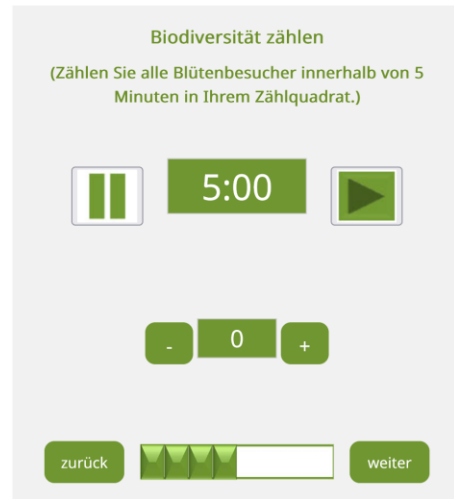 Biodiversität zählen
(Zählen Sie alle Blütenbesucher innerhalb von 5
Minuten in Ihrem Zählquadrat.)
5:00
- 0 +
zurück weiter